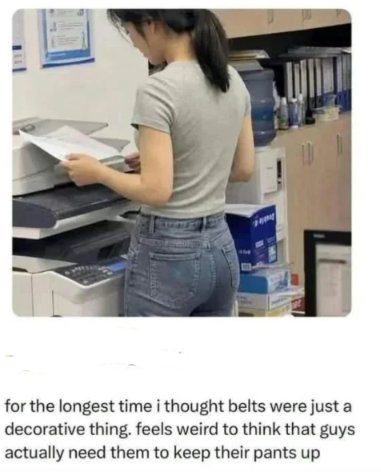 for the longest time i thought belts were just a
decorative thing. feels weird to think that guys
actually need them to keep their pants up